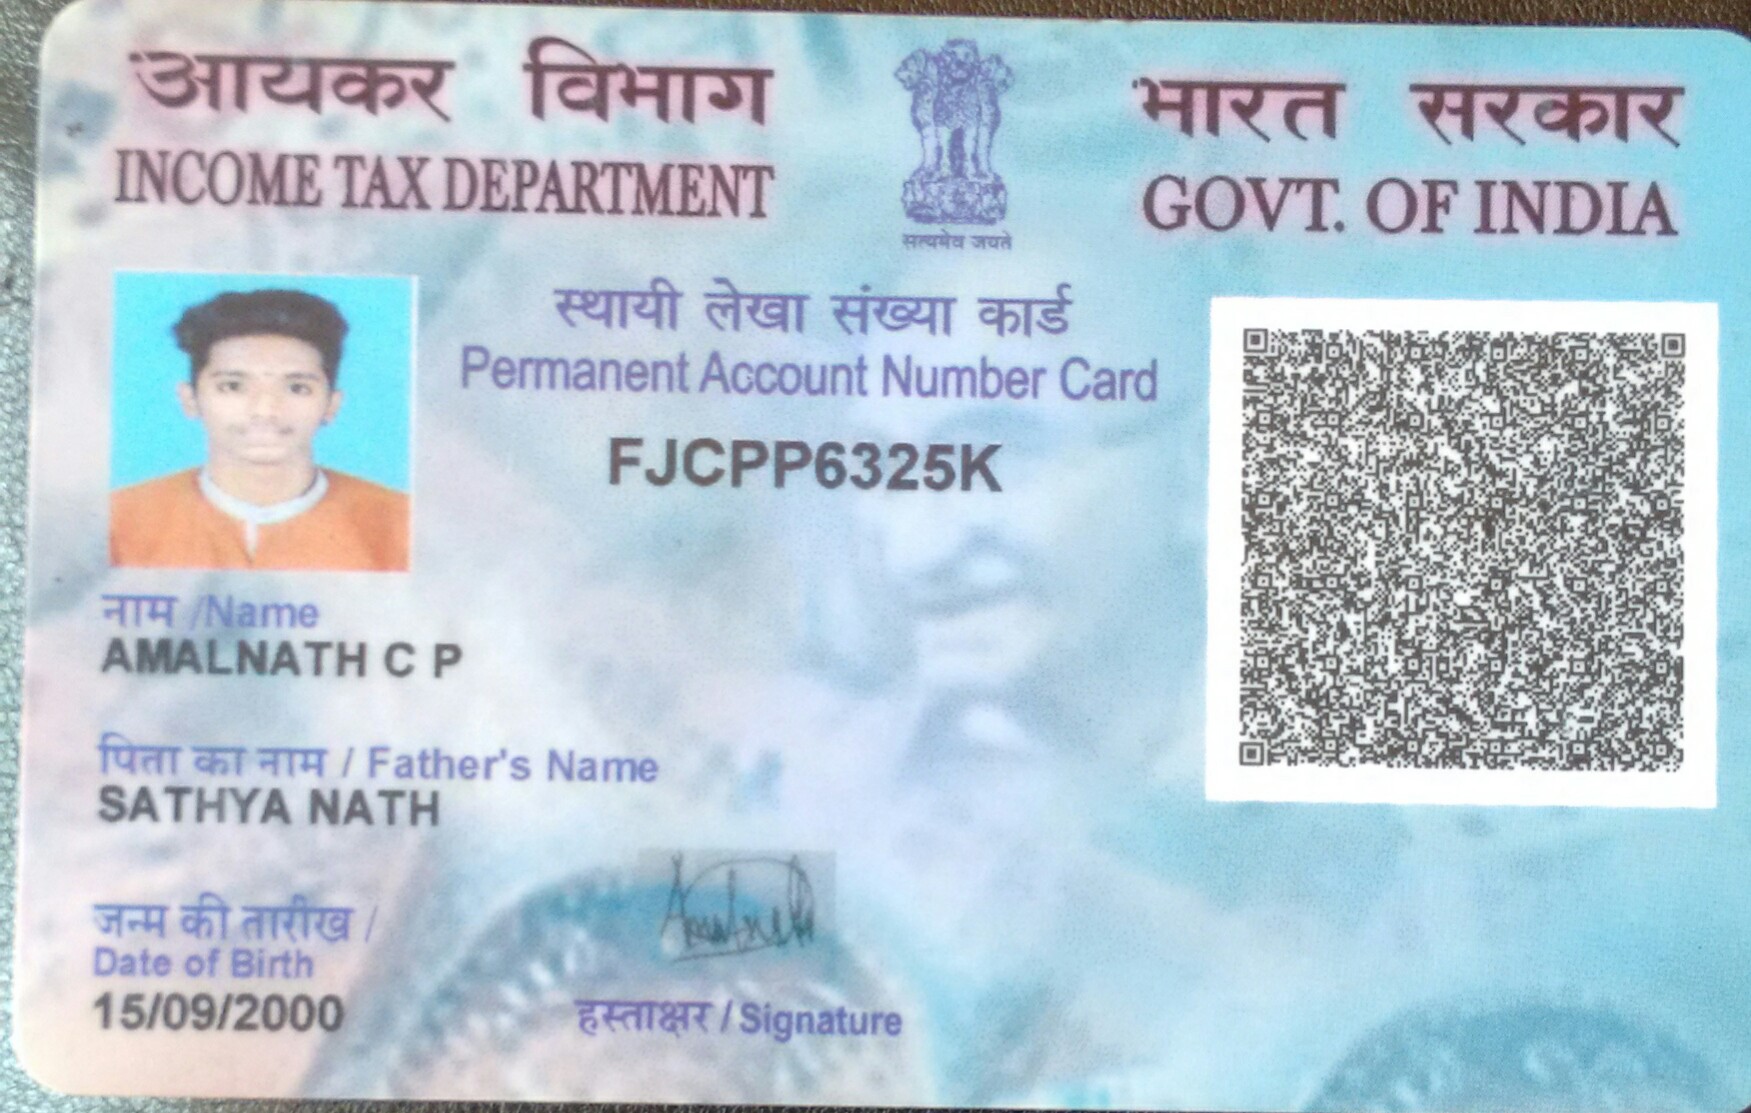 आयकर विभाग
INCOME TAX DEPARTMENT
सत्यमेव जयते
भारत सरकार
GOVT. OF INDIA
स्थायी लेखा संख्या कार्ड
Permanent Account Number Card
FJCPP6325K
नाम /Name
AMALNATH C P
पिता का नाम / Father's Name
SATHYA NATH
जन्म की तारीख /
Date of Birth
15/09/2000
Amalnath
हस्ताक्षर / Signature